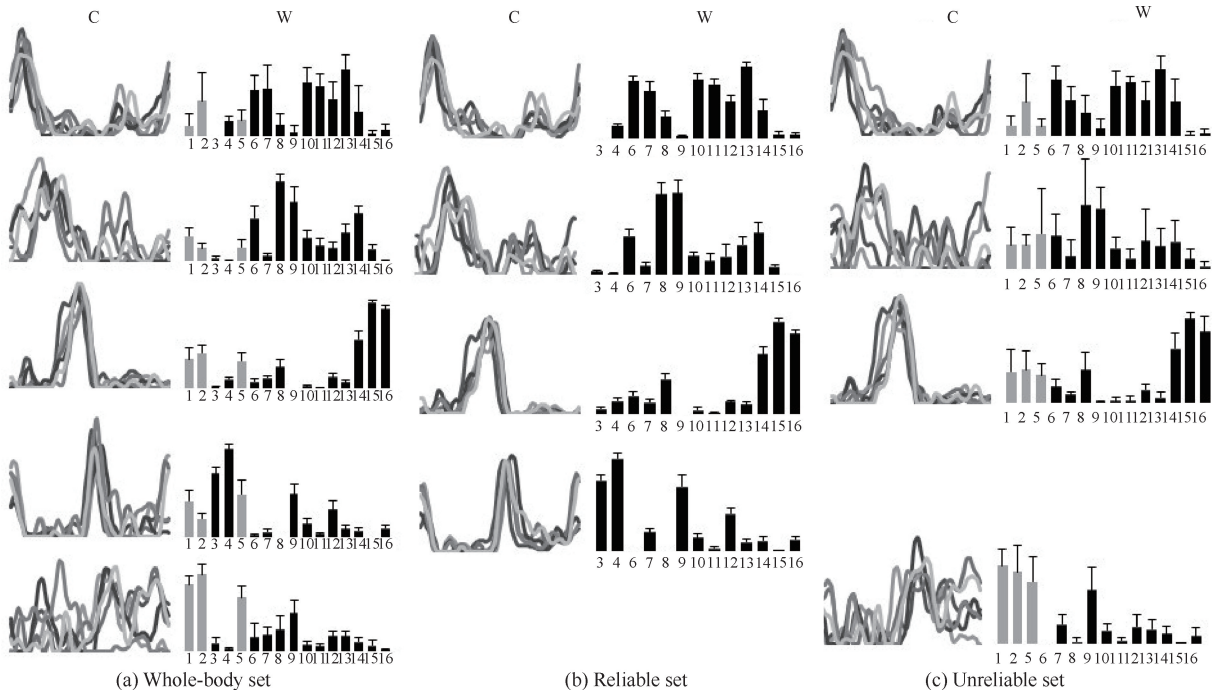 C W C W C W
1 2 3 4 5 6 7 8 9 10 11 12 13 14 15 16
3 4 6 7 8 9 10 11 12 13 14 15 16
1 2 5 6 7 8 9 10 11 12 13 14 15 16
1 2 3 4 5 6 7 8 9 10 11 12 13 14 15 16
3 4 6 7 8 9 10 11 12 13 14 15 16
1 2 5 6 7 8 9 10 11 12 13 14 15 16
1 2 3 4 5 6 7 8 9 10 11 12 13 14 15 16
3 4 6 7 8 9 10 11 12 13 14 15 16
1 2 5 6 7 8 9 10 11 12 13 14 15 16
1 2 3 4 5 6 7 8 9 10 11 12 13 14 15 16
3 4 6 7 8 9 10 11 12 13 14 15 16
1 2 3 4 5 6 7 8 9 10 11 12 13 14 15 16
1 2 5 6 7 8 9 10 11 12 13 14 15 16
(a) Whole-body set
(b) Reliable set
(c) Unreliable set